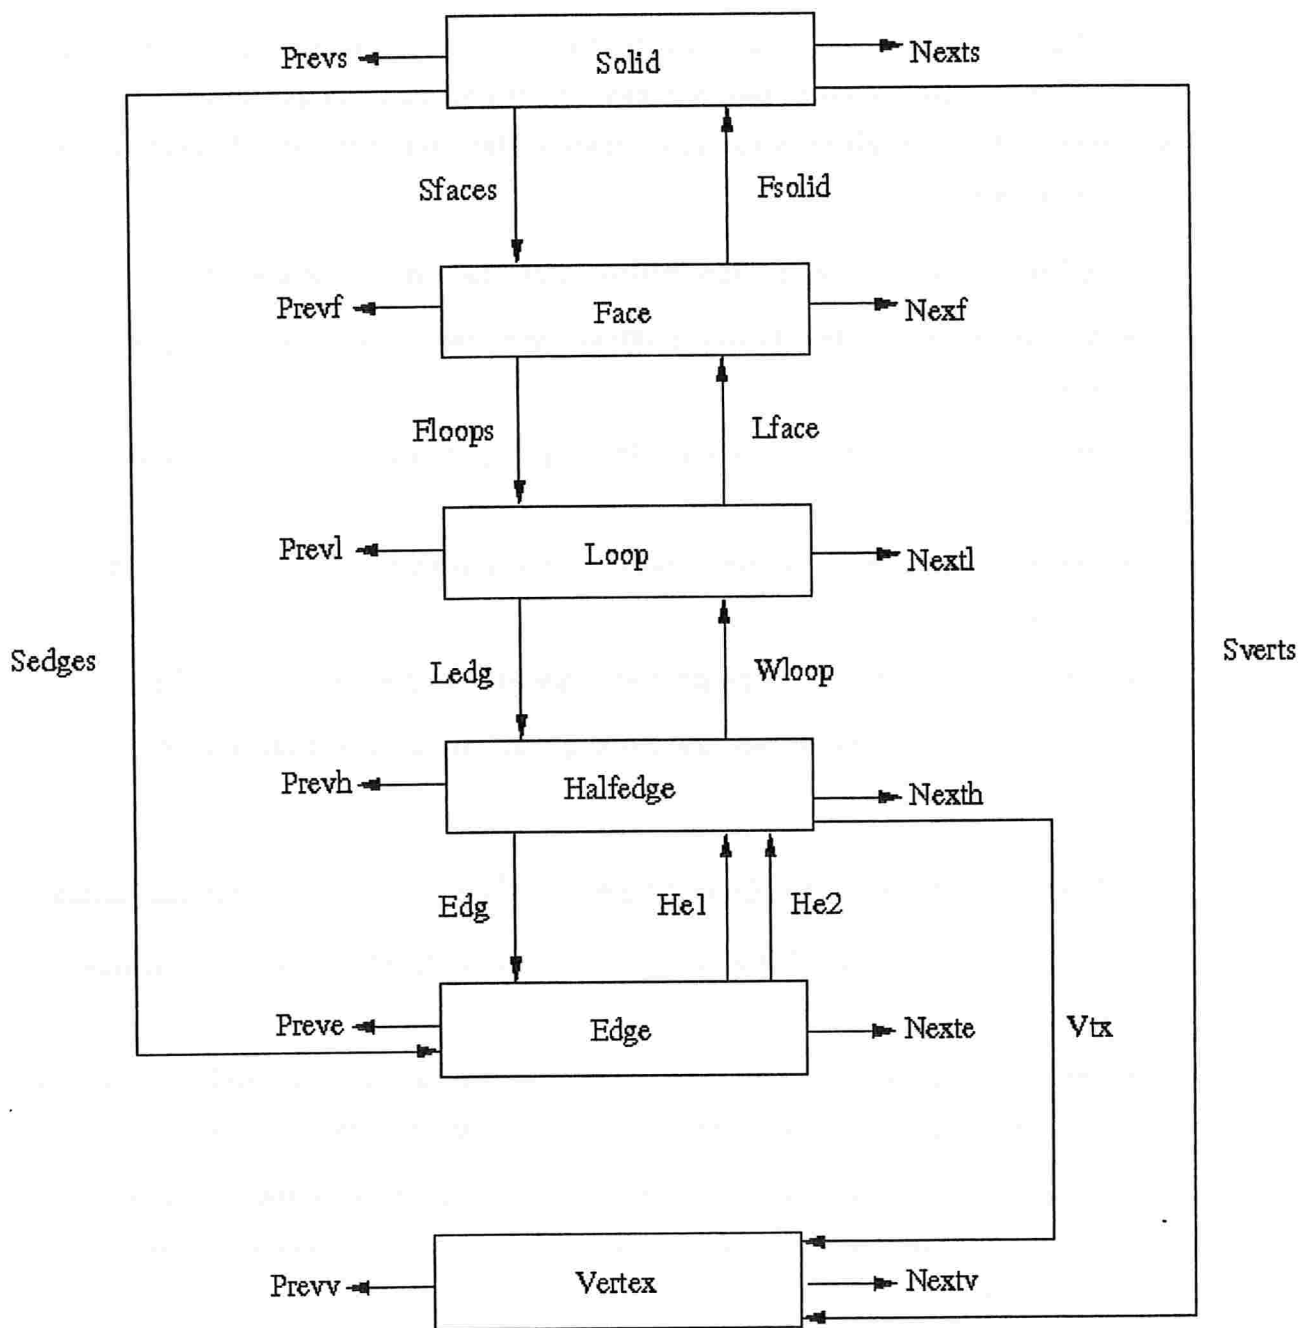 Prevs
Solid
Nexts
Sfaces
Fsolid
Prevf
Face
Nexf
Floops
Lface
Prevl
Loop
Nextl
Sedges
Ledg
Wloop
Sverts
Prevh
Halfedge
Nexth
Edg
He1
He2
Preve
Edge
Nexte
Vtx
Prevv
Vertex
Nextv